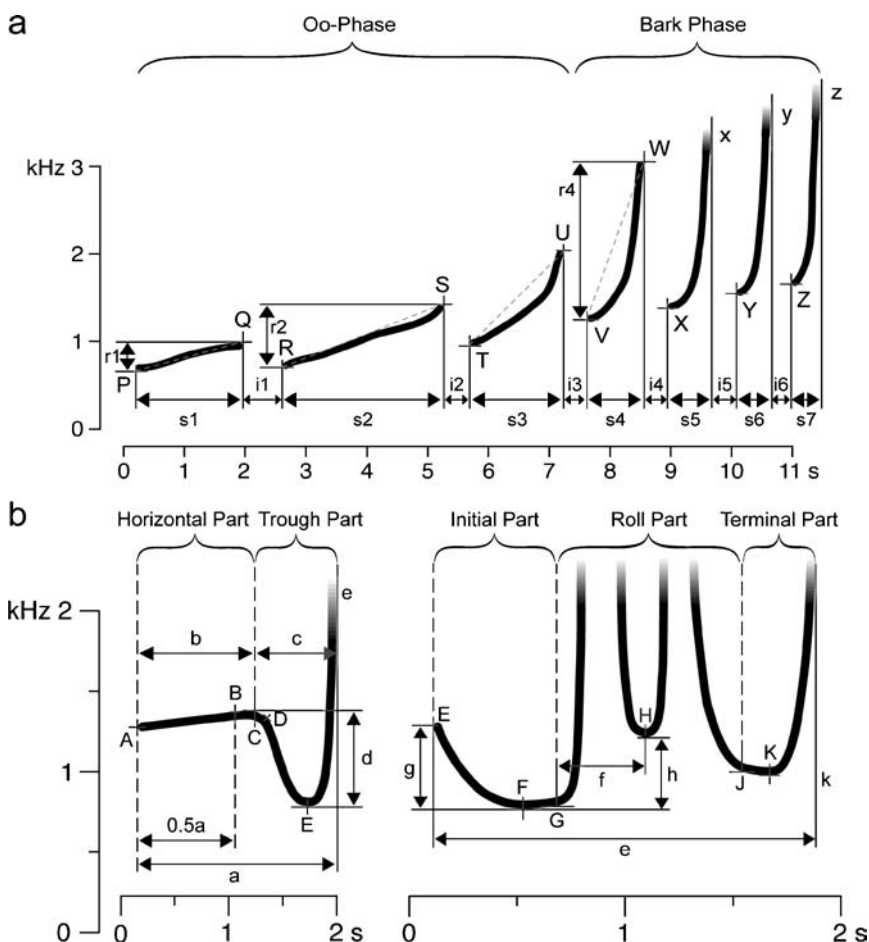 a
Oo-Phase Bark Phase
z
y
x
kHz 3
W
r4
U
2
S
Q
r2
R
1
r1
T
V
X
Y
Z
P
i1 i2 i3 i4 i5 i6
s1 s2 s3 s4 s5 s6 s7
0
0 1 2 3 4 5 6 7 8 9 10 11 s
b
Horizontal Part Trough Part Initial Part Roll Part Terminal Part
e
kHz 2
b c
B
A C D E H
d g f h
F G J K k
1
E
0.5a
a e
0
0 1 2 s 0 1 2 s